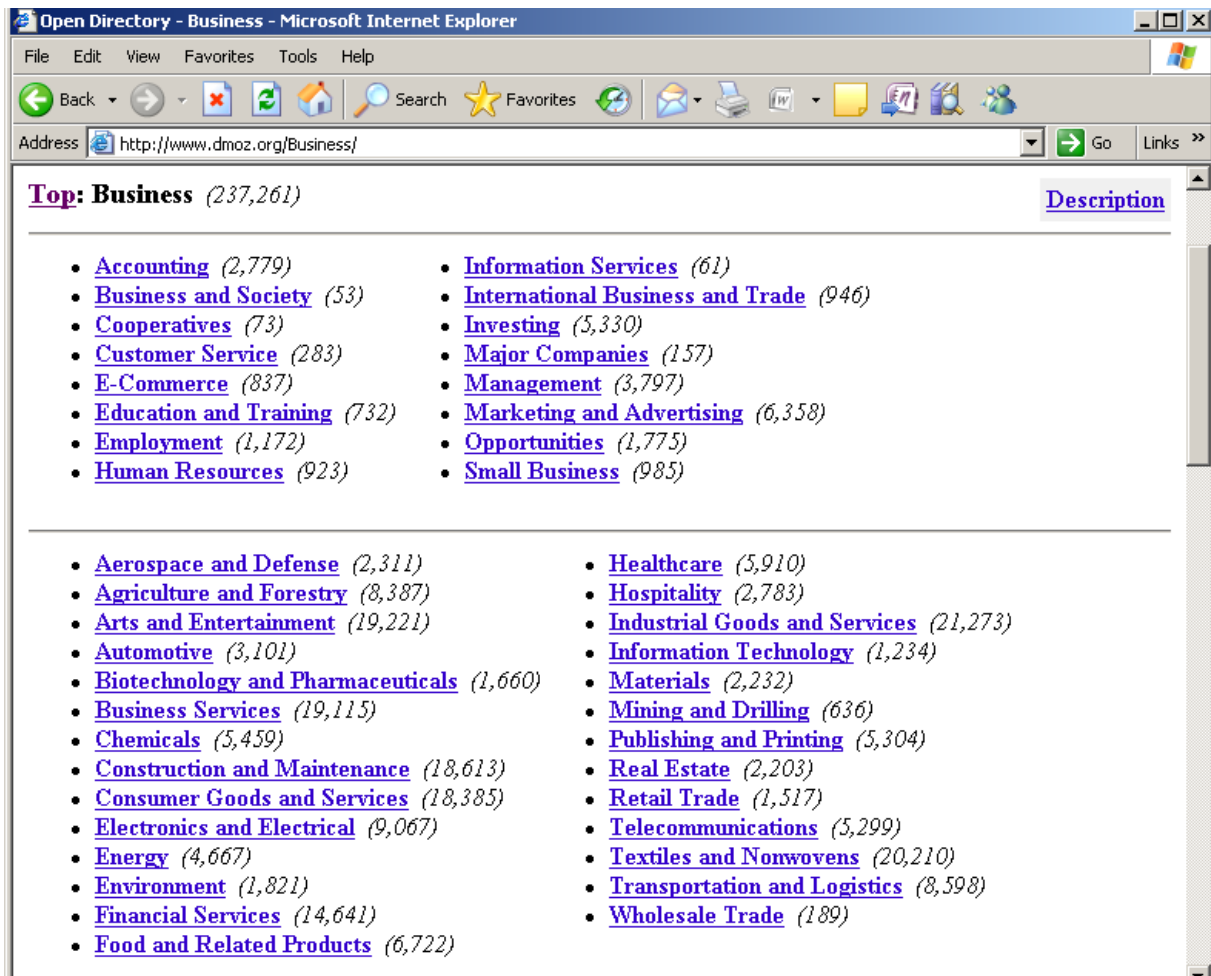 Open Directory - Business - Microsoft Internet Explorer
File Edit View Favorites Tools Help
Back Search Favorites
Address http://www.dmoz.org/Business/ Go Links »
Top: Business (237,261)
Description
Accounting (2,779)
Business and Society (53)
Cooperatives (73)
Customer Service (283)
E-Commerce (837)
Education and Training (732)
Employment (1,172)
Human Resources (923)
Information Services (61)
International Business and Trade (946)
Investing (5,330)
Major Companies (157)
Management (3,797)
Marketing and Advertising (6,358)
Opportunities (1,775)
Small Business (985)
Aerospace and Defense (2,311)
Agriculture and Forestry (8,387)
Arts and Entertainment (19,221)
Automotive (3,101)
Biotechnology and Pharmaceuticals (1,660)
Business Services (19,115)
Chemicals (5,459)
Construction and Maintenance (18,613)
Consumer Goods and Services (18,385)
Electronics and Electrical (9,067)
Energy (4,667)
Environment (1,821)
Financial Services (14,641)
Food and Related Products (6,722)
Healthcare (5,910)
Hospitality (2,783)
Industrial Goods and Services (21,273)
Information Technology (1,234)
Materials (2,232)
Mining and Drilling (636)
Publishing and Printing (5,304)
Real Estate (2,203)
Retail Trade (1,517)
Telecommunications (5,299)
Textiles and Nonwovens (20,210)
Transportation and Logistics (8,598)
Wholesale Trade (189)